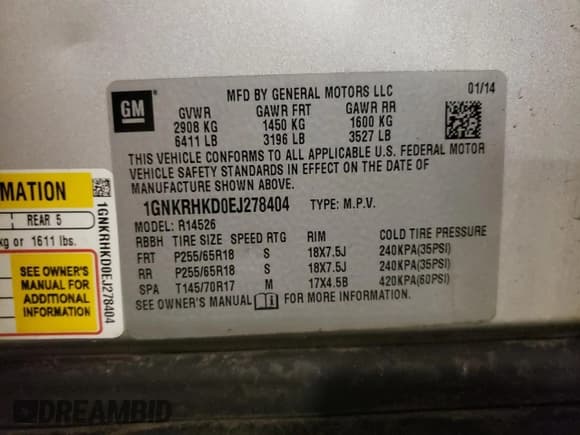 GM
MFD BY GENERAL MOTORS LLC
01/14
GVWR GAWR FRT GAWR RR
2908 KG 1450 KG 1600 KG
6411 LB 3196 LB 3527 LB
THIS VEHICLE CONFORMS TO ALL APPLICABLE U.S. FEDERAL MOTOR
VEHICLE SAFETY STANDARDS IN EFFECT ON THE DATE OF
MANUFACTURE SHOWN ABOVE.
1GNKRHKD0EJ278404 TYPE: M.P.V.
MODEL: R14526
RBBH TIRE SIZE SPEED RTG RIM COLD TIRE PRESSURE
FRT P255/65R18 S 18X7.5J 240KPA(35PSI)
RR P255/65R18 S 18X7.5J 240KPA(35PSI)
SPA T145/70R17 M 17X4.5B 420KPA(60PSI)
SEE OWNER'S MANUAL FOR MORE INFORMATION.
MATION
REAR 5
kg or 1611 lbs.
SEE OWNER'S
MANUAL FOR
ADDITIONAL
INFORMATION
1GNKRHKD0EJ278404
DREAMBID